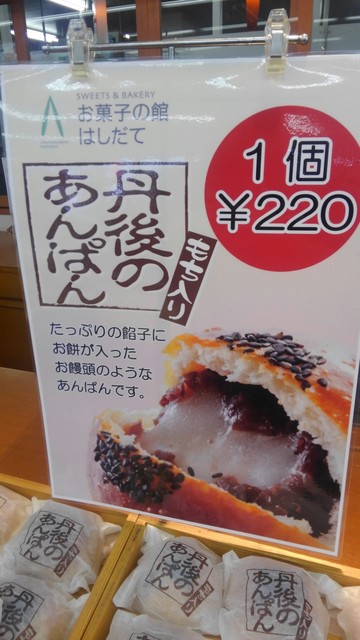 SWEETS & BAKERY
お菓子の館
はしだて
1個
¥220
丹後の
あんぱん
もち入り
たっぷりの餡子に
お餅が入った
お饅頭のような
あんぱんです。
丹後の
あんぱん
丹後の
あんぱん
丹後の
あんぱん